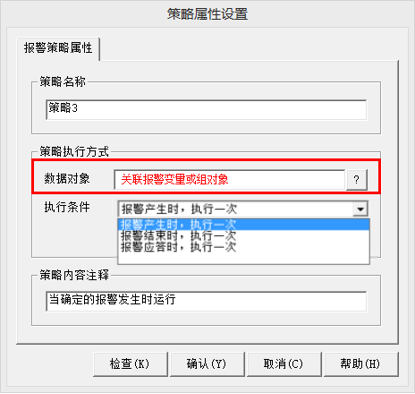 策略属性设置
报警策略属性
策略名称
策略3
策略执行方式
数据对象
关联报警变量或组对象
?
执行条件
报警产生时，执行一次
报警产生时，执行一次
报警结束时，执行一次
报警应答时，执行一次
策略内容注释
当确定的报警发生时运行
检查(K)
确认(Y)
取消(C)
帮助(H)